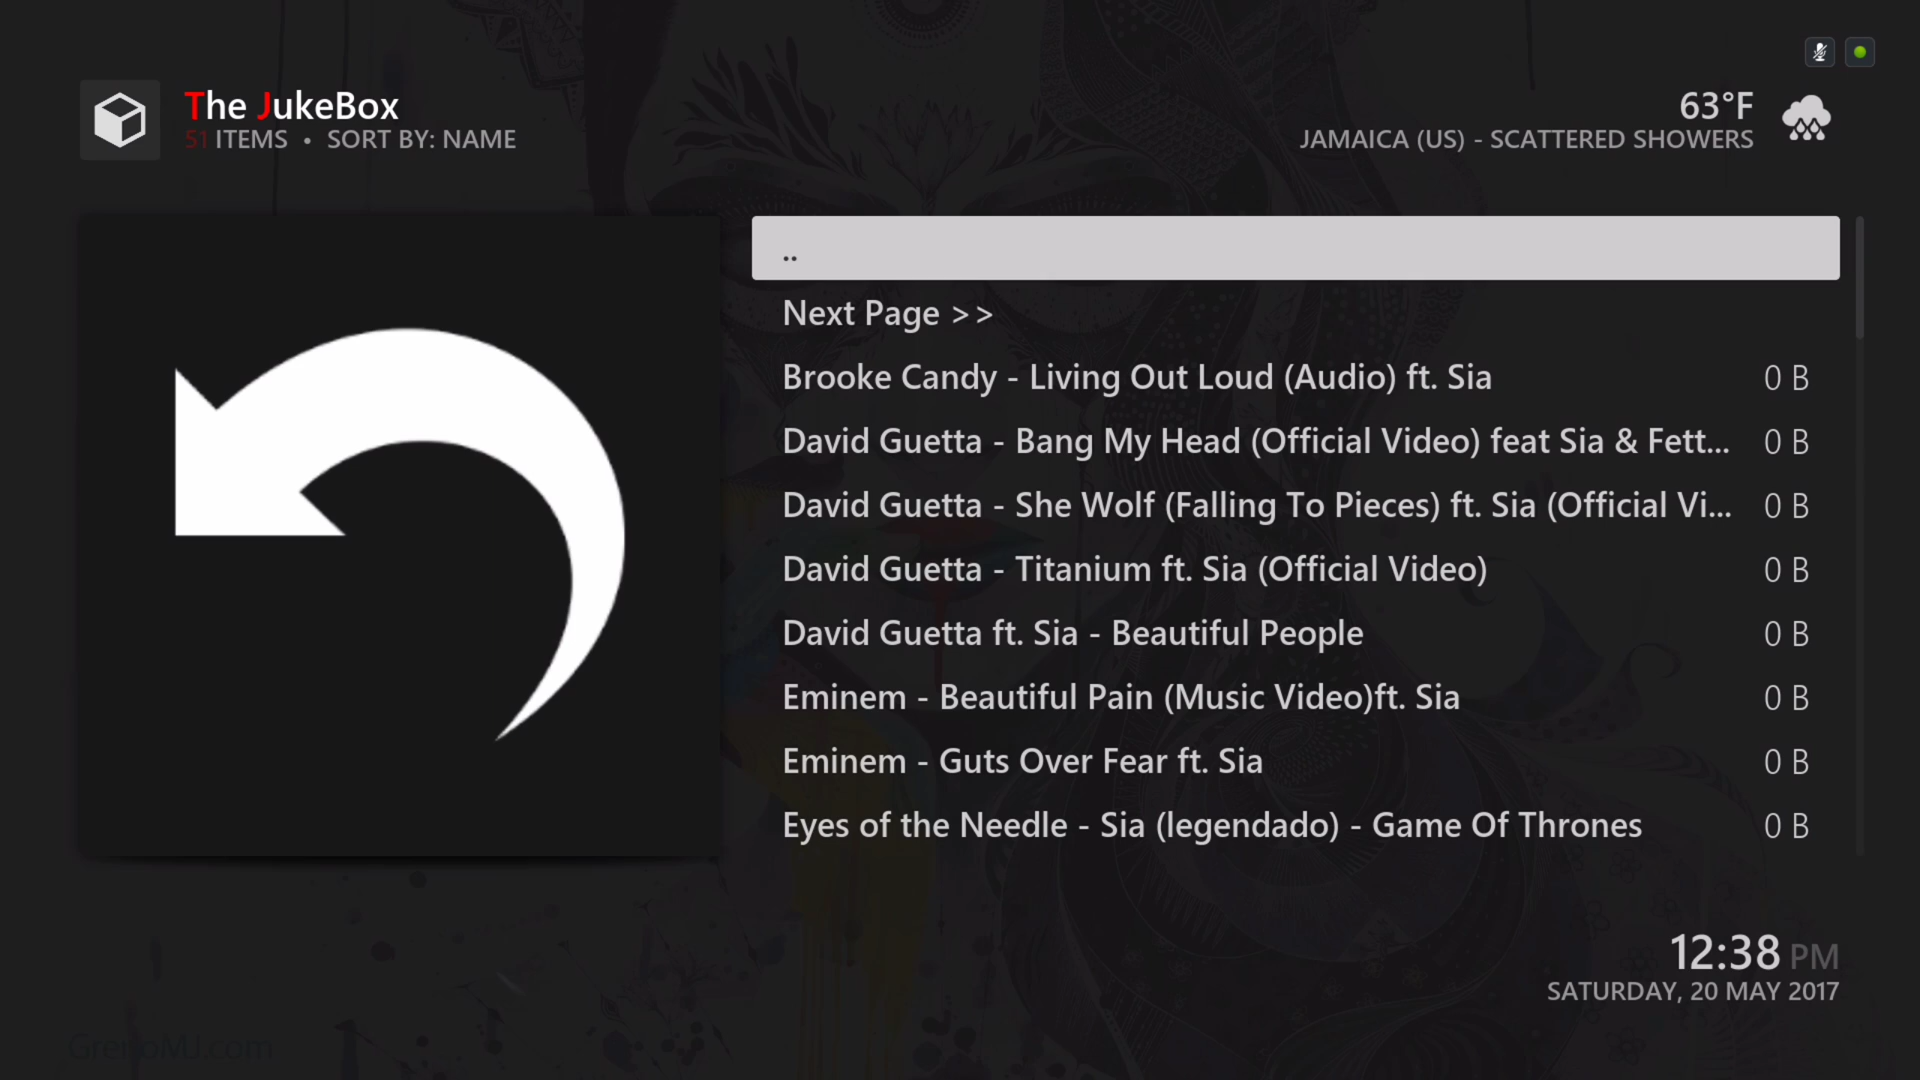 The JukeBox
51 ITEMS • SORT BY: NAME
63°F
JAMAICA (US) - SCATTERED SHOWERS
..
Next Page >>
Brooke Candy - Living Out Loud (Audio) ft. Sia 0 B
David Guetta - Bang My Head (Official Video) feat Sia & Fett... 0 B
David Guetta - She Wolf (Falling To Pieces) ft. Sia (Official Vi... 0 B
David Guetta - Titanium ft. Sia (Official Video) 0 B
David Guetta ft. Sia - Beautiful People 0 B
Eminem - Beautiful Pain (Music Video)ft. Sia 0 B
Eminem - Guts Over Fear ft. Sia 0 B
Eyes of the Needle - Sia (legendado) - Game Of Thrones 0 B
12:38 PM
SATURDAY, 20 MAY 2017